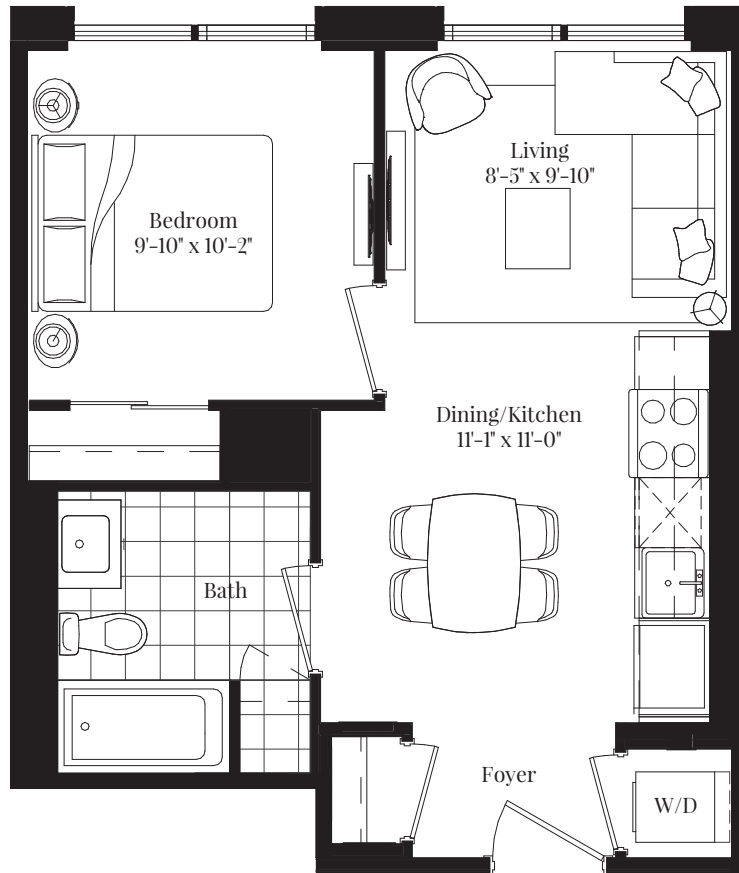 Living
8'-5" x 9'-10"
Bedroom
9'-10" x 10'-2"
Dining/Kitchen
11'-1" x 11'-0"
Bath
Foyer
W/D